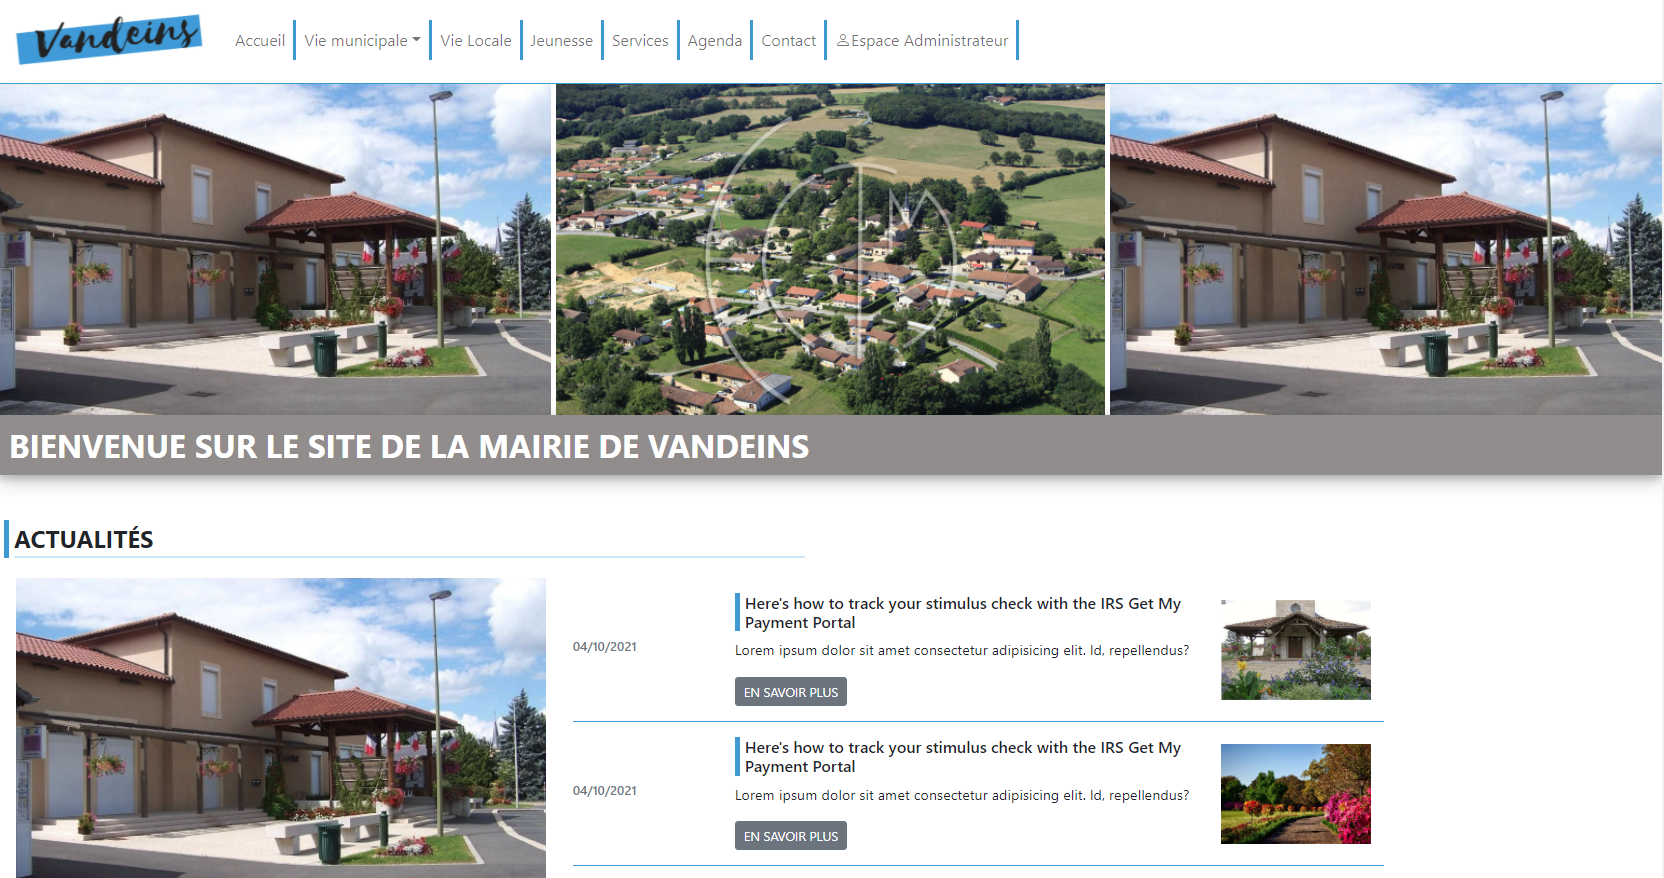 Vandeins
Accueil Vie municipale Vie Locale Jeunesse Services Agenda Contact Espace Administrateur
BIENVENUE SUR LE SITE DE LA MAIRIE DE VANDEINS
ACTUALITÉS
04/10/2021
Here's how to track your stimulus check with the IRS Get My
Payment Portal
Lorem ipsum dolor sit amet consectetur adipisicing elit. Id, repellendus?
EN SAVOIR PLUS
04/10/2021
Here's how to track your stimulus check with the IRS Get My
Payment Portal
Lorem ipsum dolor sit amet consectetur adipisicing elit. Id, repellendus?
EN SAVOIR PLUS